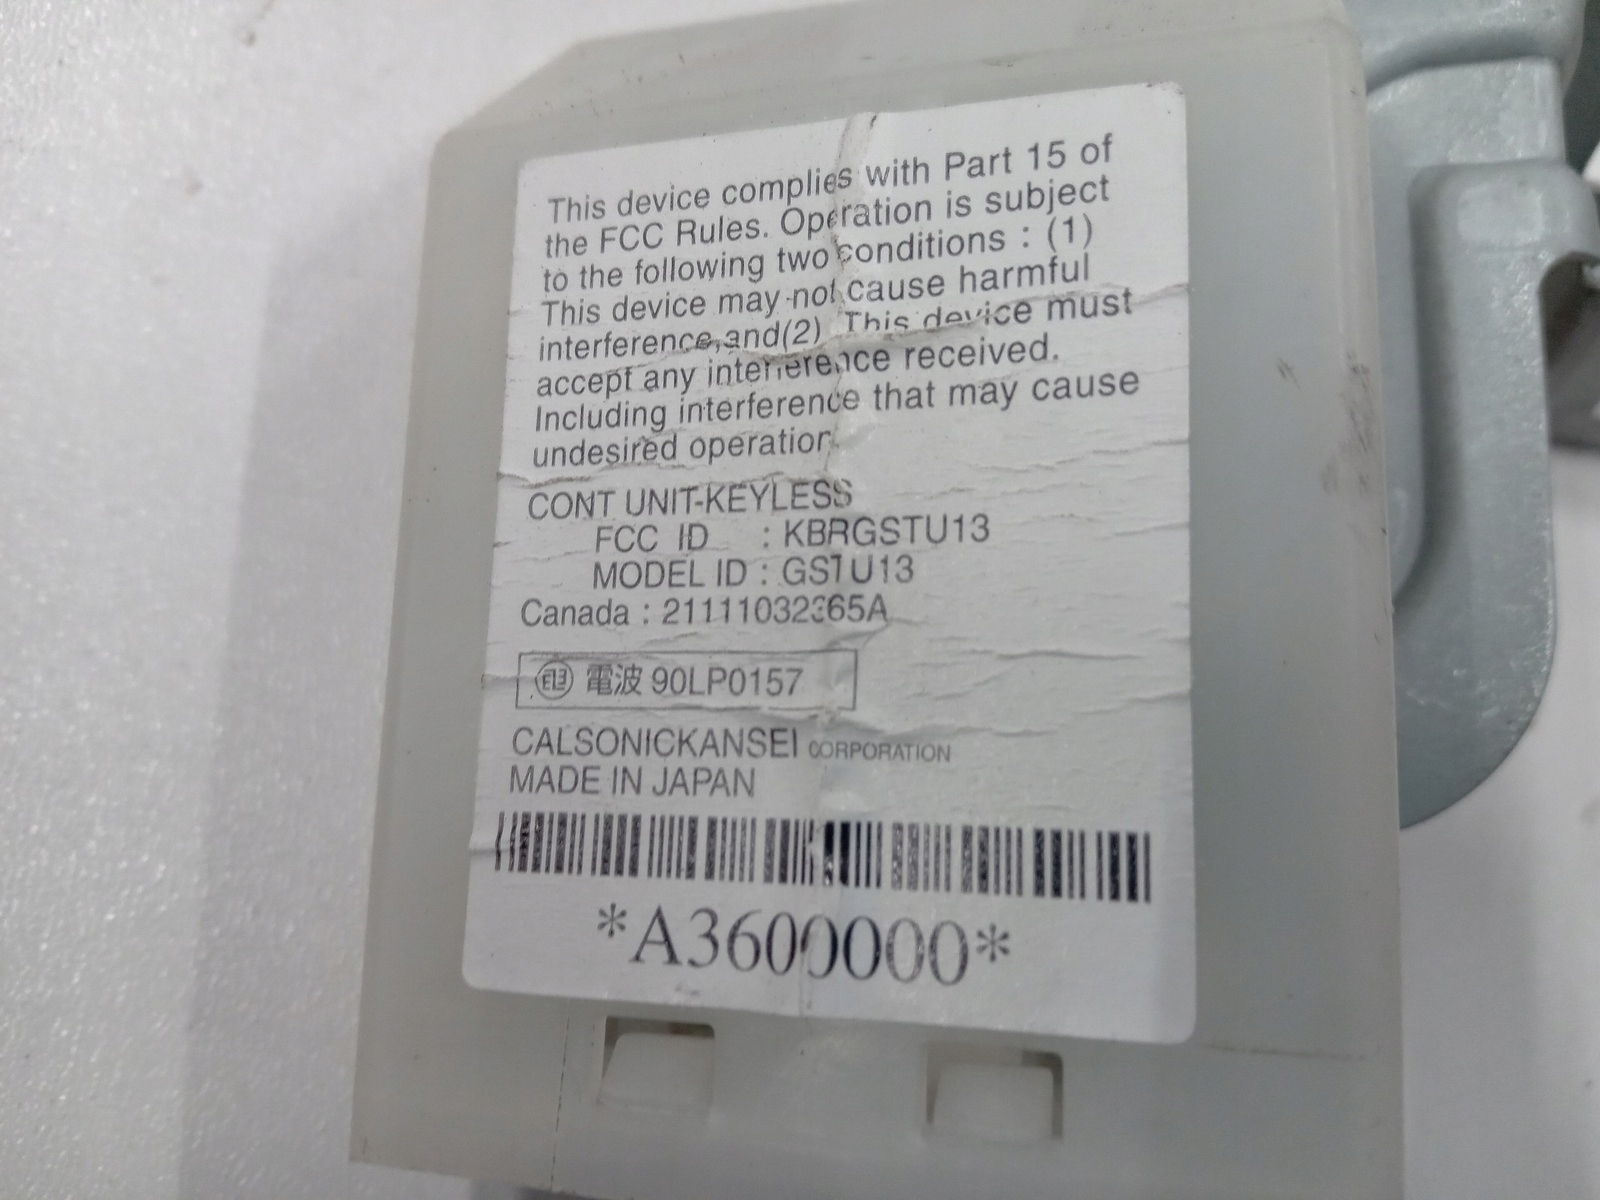 This device complies with Part 15 of
the FCC Rules. Operation is subject
to the following two conditions : (1)
This device may not cause harmful
interference,and(2) This device must
accept any interference received.
Including interference that may cause
undesired operation.
CONT UNIT-KEYLESS
FCC ID : KBRGSTU13
MODEL ID : GSTU13
Canada : 21111032365A
電波 90LP0157
CALSONICKANSEI CORPORATION
MADE IN JAPAN
*A3600000*